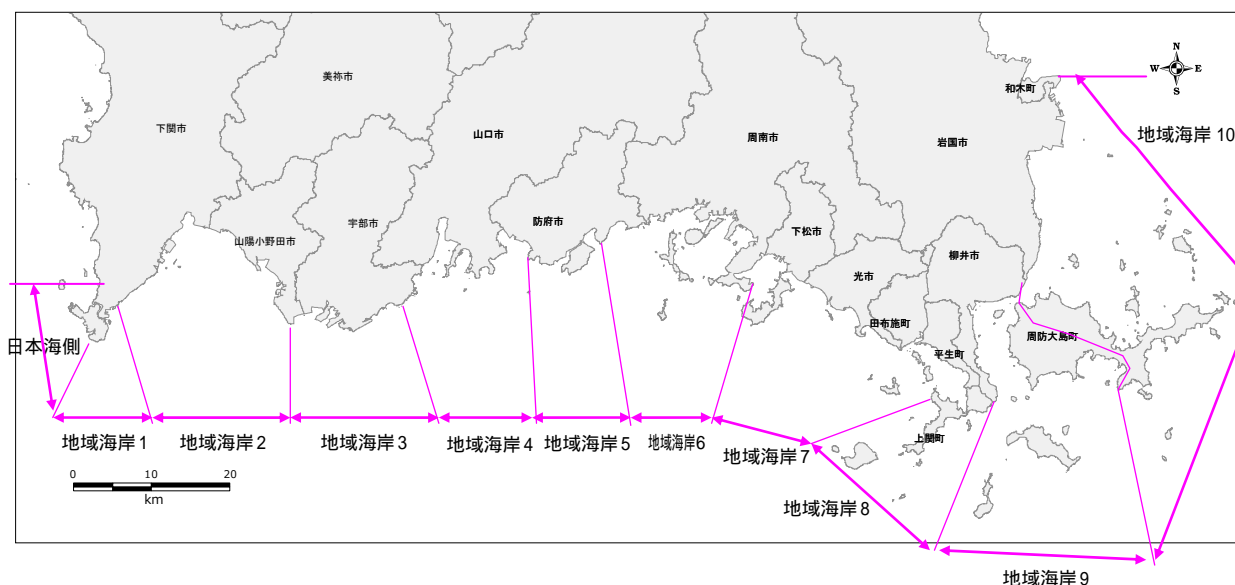 N
W E
S
和木町
美祢市
下関市
山口市
周南市
岩国市
地域海岸 10
防府市
宇部市
山陽小野田市
下松市
柳井市
光市
田布施町
周防大島町
平生町
日本海側
上関町
地域海岸 1
地域海岸 2
地域海岸 3
地域海岸 4
地域海岸 5
地域海岸 6
地域海岸 7
地域海岸 8
地域海岸 9
0 10 20
km